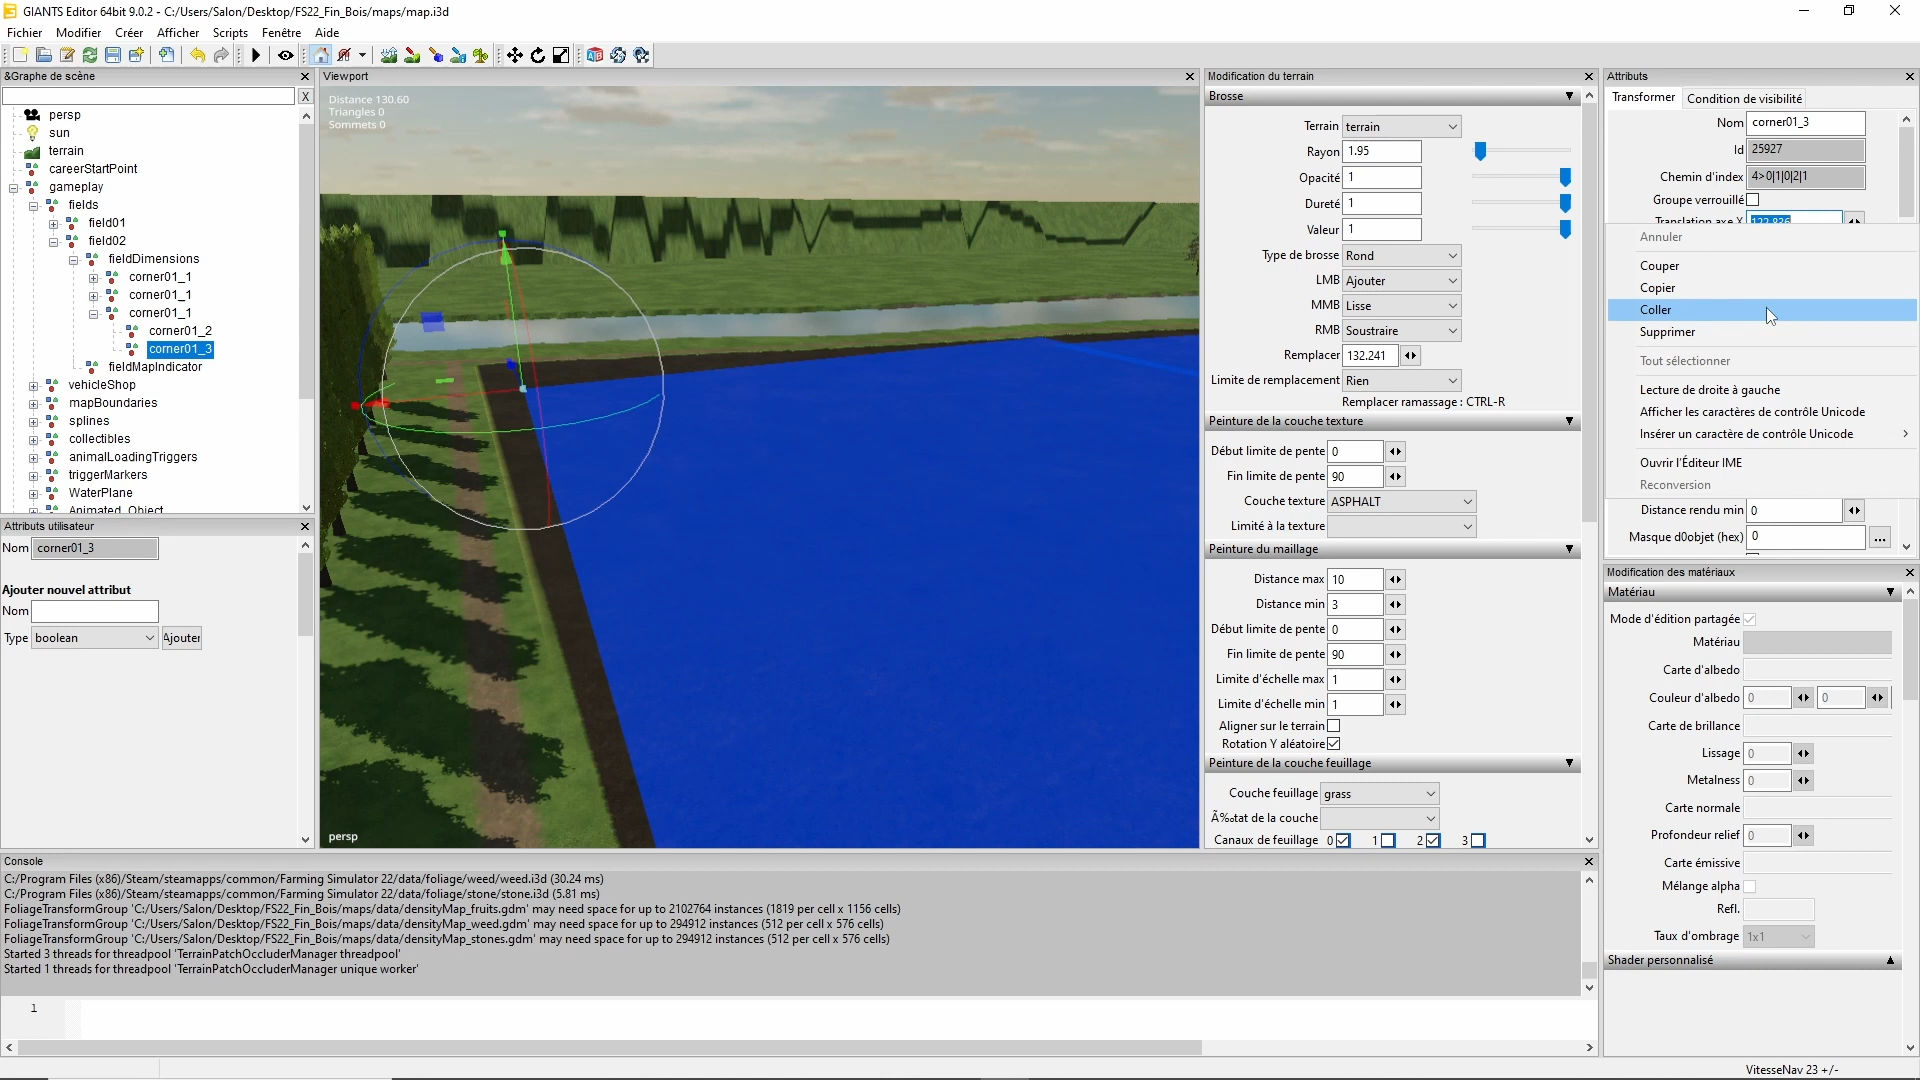 GIANTS Editor 64bit 9.0.2 - C:/Users/Salon/Desktop/FS22_Fin_Bois/maps/map.i3d
Fichier Modifier Créer Afficher Scripts Fenêtre Aide
&Graphe de scène
X
persp
sun
terrain
careerStartPoint
gameplay
fields
field01
field02
fieldDimensions
corner01_1
corner01_1
corner01_1
corner01_2
corner01_3
fieldMapIndicator
vehicleShop
mapBoundaries
splines
collectibles
animalLoadingTriggers
triggerMarkers
WaterPlane
Animated_Object
Attributs utilisateur
Nom corner01_3
Ajouter nouvel attribut
Nom
Type boolean Ajouter
Viewport
Distance 130.60
Triangles 0
Sommets 0
persp
Modification du terrain
Brosse
Terrain terrain
Rayon 1.95
Opacité 1
Dureté 1
Valeur 1
Type de brosse Rond
LMB Ajouter
MMB Lisse
RMB Soustraire
Remplacer 132.241
Limite de remplacement Rien
Remplacer ramassage : CTRL-R
Peinture de la couche texture
Début limite de pente 0
Fin limite de pente 90
Couche texture ASPHALT
Limité à la texture
Peinture du maillage
Distance max 10
Distance min 3
Début limite de pente 0
Fin limite de pente 90
Limite d'échelle max 1
Limite d'échelle min 1
Aligner sur le terrain
Rotation Y aléatoire
Peinture de la couche feuillage
Couche feuillage grass
Ã‰tat de la couche
Canaux de feuillage 0 1 2 3
Attributs
Transformer Condition de visibilité
Nom corner01_3
Id 25927
Chemin d'index 4>0|1|0|2|1
Groupe verrouillé
Translation axe X 122.836
Annuler
Couper
Copier
Coller
Supprimer
Tout sélectionner
Lecture de droite à gauche
Afficher les caractères de contrôle Unicode
Insérer un caractère de contrôle Unicode
Ouvrir l'Éditeur IME
Reconversion
Distance rendu min 0
Masque d0objet (hex) 0 ...
Modification des matériaux
Matériau
Mode d'édition partagée
Matériau
Carte d'albedo
Couleur d'albedo 0 0
Carte de brillance
Lissage 0
Metalness 0
Carte normale
Profondeur relief 0
Carte émissive
Mélange alpha
Refl.
Taux d'ombrage 1x1
Shader personnalisé
Console
C:/Program Files (x86)/Steam/steamapps/common/Farming Simulator 22/data/foliage/weed/weed.i3d (30.24 ms)
C:/Program Files (x86)/Steam/steamapps/common/Farming Simulator 22/data/foliage/stone/stone.i3d (5.81 ms)
FoliageTransformGroup 'C:/Users/Salon/Desktop/FS22_Fin_Bois/maps/data/densityMap_fruits.gdm' may need space for up to 2102764 instances (1819 per cell x 1156 cells)
FoliageTransformGroup 'C:/Users/Salon/Desktop/FS22_Fin_Bois/maps/data/densityMap_weed.gdm' may need space for up to 294912 instances (512 per cell x 576 cells)
FoliageTransformGroup 'C:/Users/Salon/Desktop/FS22_Fin_Bois/maps/data/densityMap_stones.gdm' may need space for up to 294912 instances (512 per cell x 576 cells)
Started 3 threads for threadpool 'TerrainPatchOccluderManager threadpool'
Started 1 threads for threadpool 'TerrainPatchOccluderManager unique worker'
1
VitesseNav 23 +/-